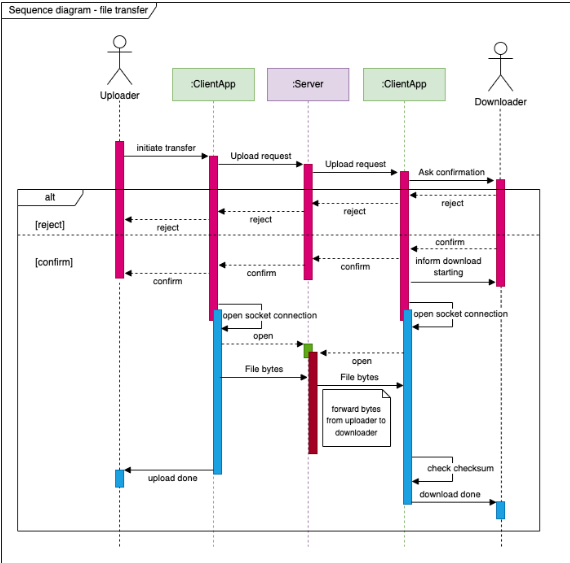 Sequence diagram - file transfer
Uploader
:ClientApp
:Server
:ClientApp
Downloader
initiate transfer
Upload request
Upload request
Ask confirmation
alt
[reject]
reject
reject
reject
reject
[confirm]
confirm
confirm
confirm
confirm
inform download
starting
open socket connection
open socket connection
open
open
File bytes
File bytes
forward bytes
from uploader to
downloader
check checksum
upload done
download done